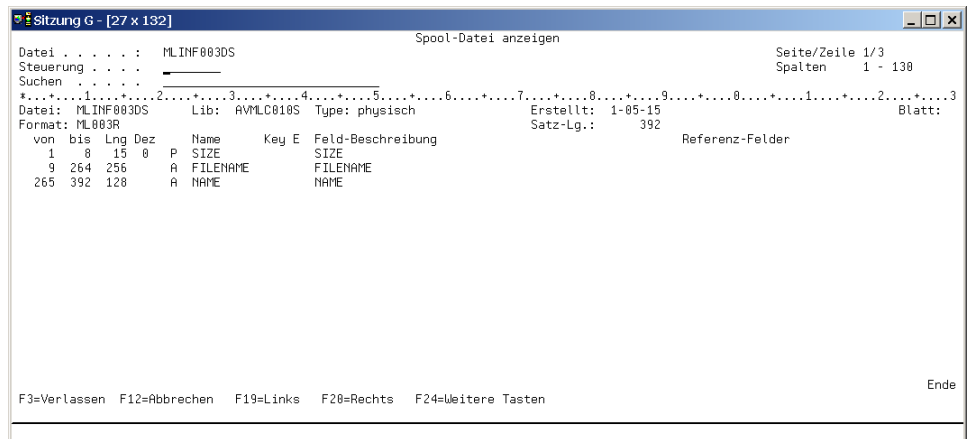 Sitzung G - [27 x 132]
Spool-Datei anzeigen
Datei . . . . . : MLINF003DS Seite/Zeile 1/3
Steuerung . . . . Spalten 1 - 130
Suchen . . . . .
*...+....1....+....2....+....3....+....4....+....5....+....6....+....7....+....8....+....9....+....0....+....1....+....2....+....3
Datei: MLINF003DS Lib: AVMLC010S Type: physisch Erstellt: 1-05-15 Blatt:
Format: ML003R Satz-Lg.: 392
von bis Lng Dez Name Key E Feld-Beschreibung Referenz-Felder
1 8 15 0 P SIZE SIZE
9 264 256 A FILENAME FILENAME
265 392 128 A NAME NAME
Ende
F3=Verlassen F12=Abbrechen F19=Links F20=Rechts F24=Weitere Tasten